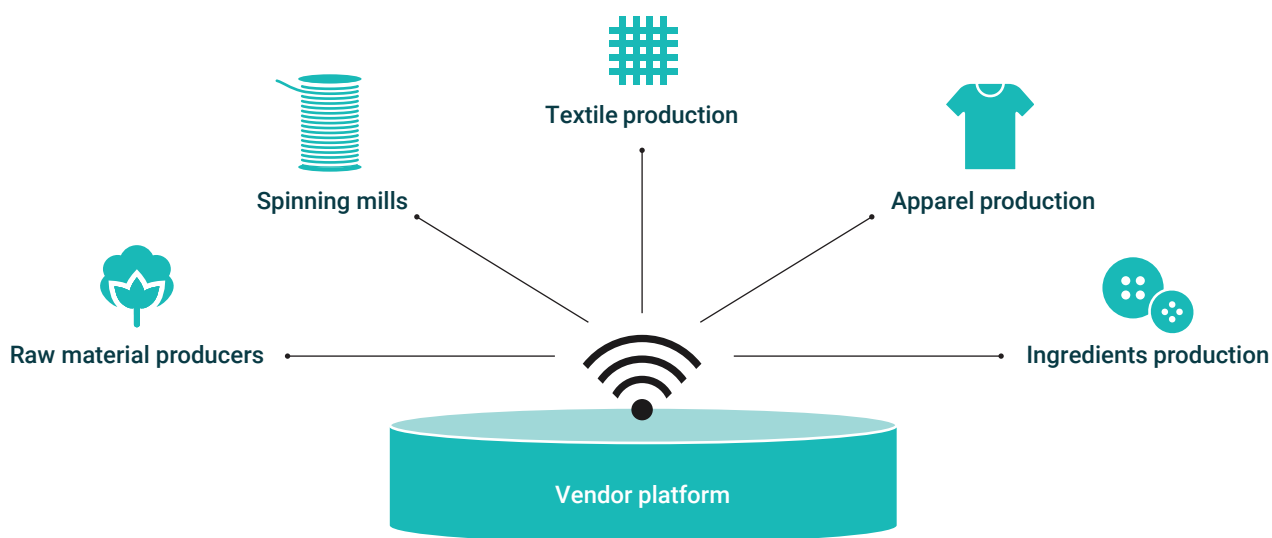 Textile production
Spinning mills
Apparel production
Raw material producers
Ingredients production
Vendor platform